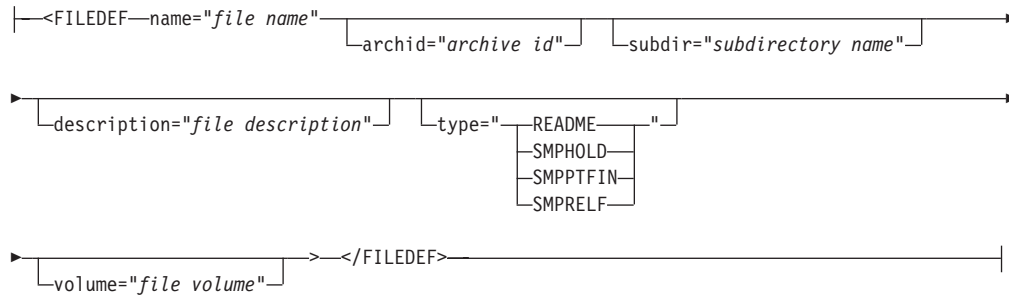 <FILEDEF name="file name"
archid="archive id" subdir="subdirectory name"
description="file description" type=" README "
SMPHOLD
SMPPTFIN
SMPRELF
> </FILEDEF>
volume="file volume"